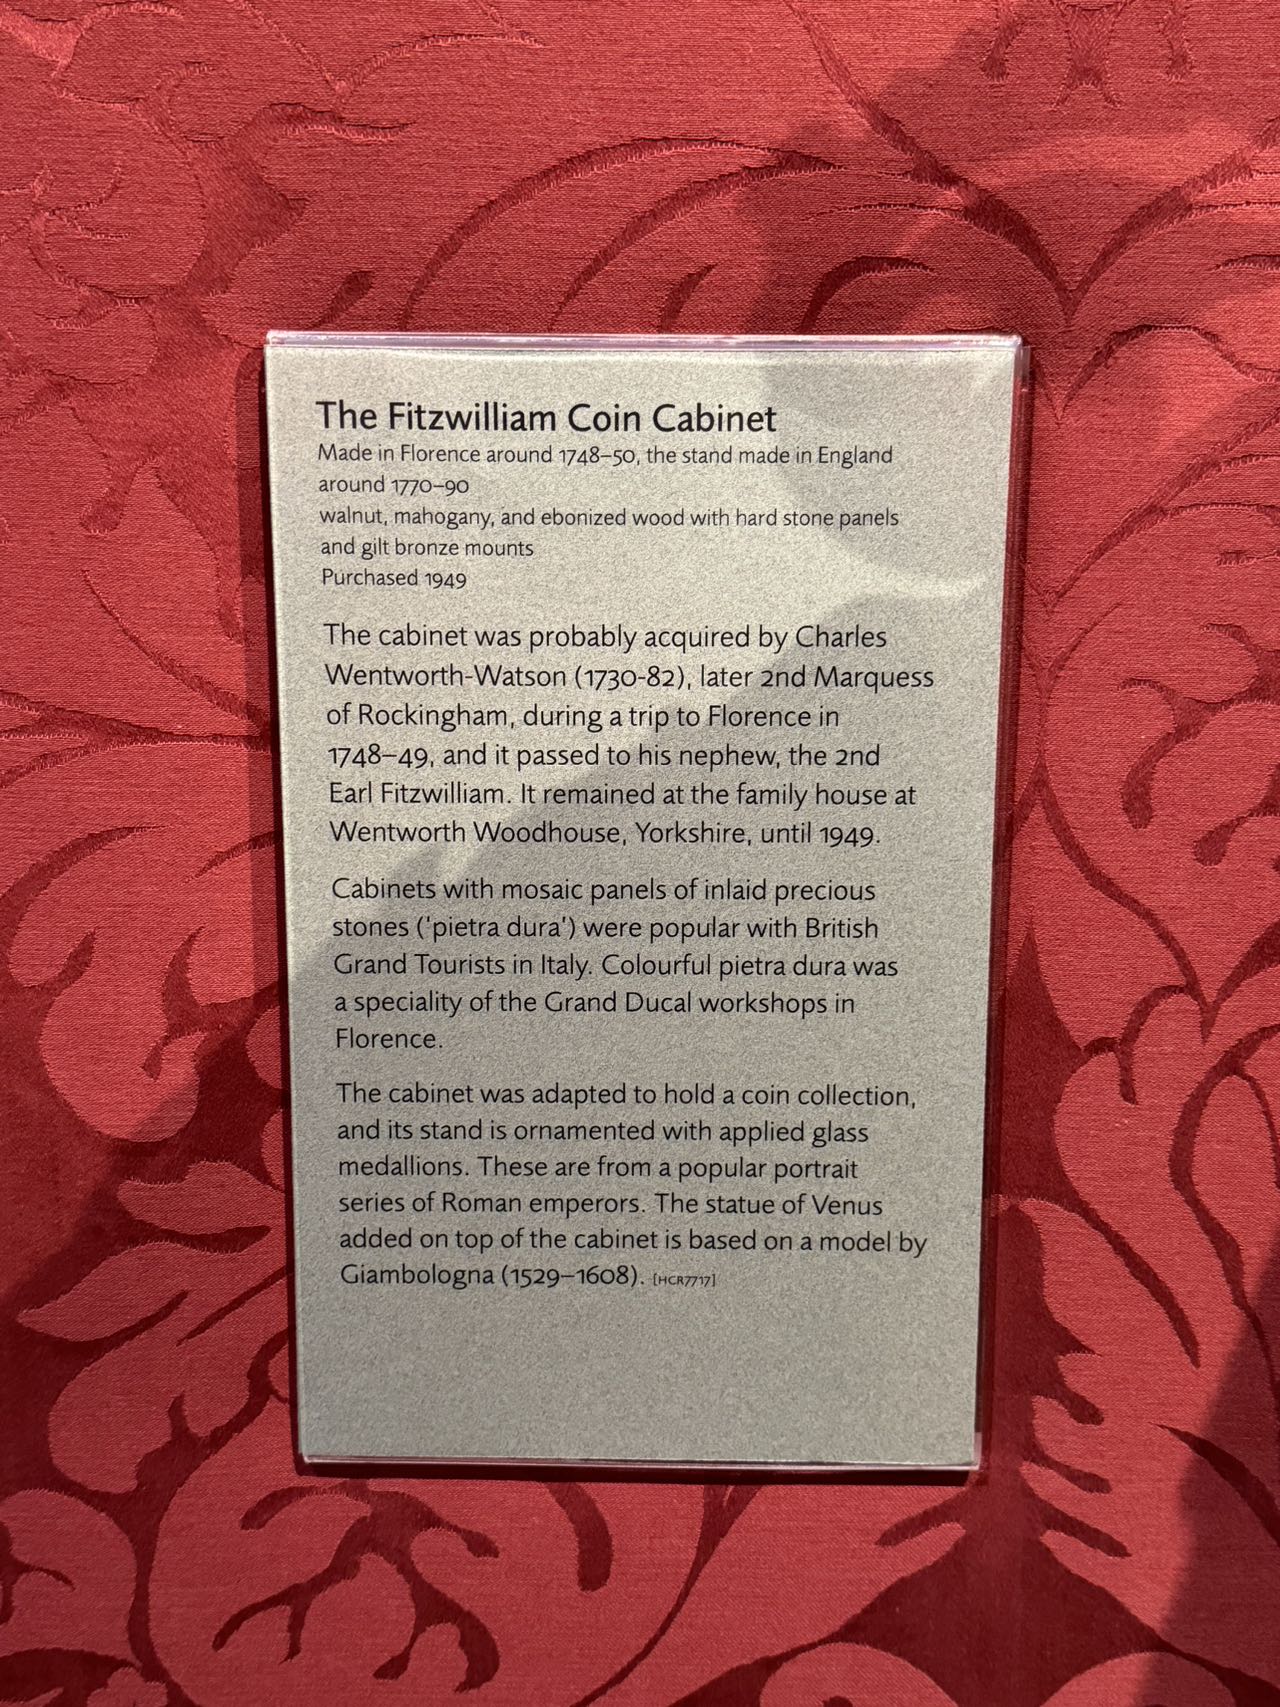 The Fitzwilliam Coin Cabinet
Made in Florence around 1748–50, the stand made in England
around 1770–90
walnut, mahogany, and ebonized wood with hard stone panels
and gilt bronze mounts
Purchased 1949
The cabinet was probably acquired by Charles
Wentworth-Watson (1730-82), later 2nd Marquess
of Rockingham, during a trip to Florence in
1748–49, and it passed to his nephew, the 2nd
Earl Fitzwilliam. It remained at the family house at
Wentworth Woodhouse, Yorkshire, until 1949.
Cabinets with mosaic panels of inlaid precious
stones (‘pietra dura’) were popular with British
Grand Tourists in Italy. Colourful pietra dura was
a speciality of the Grand Ducal workshops in
Florence.
The cabinet was adapted to hold a coin collection,
and its stand is ornamented with applied glass
medallions. These are from a popular portrait
series of Roman emperors. The statue of Venus
added on top of the cabinet is based on a model by
Giambologna (1529–1608). [HCR7717]